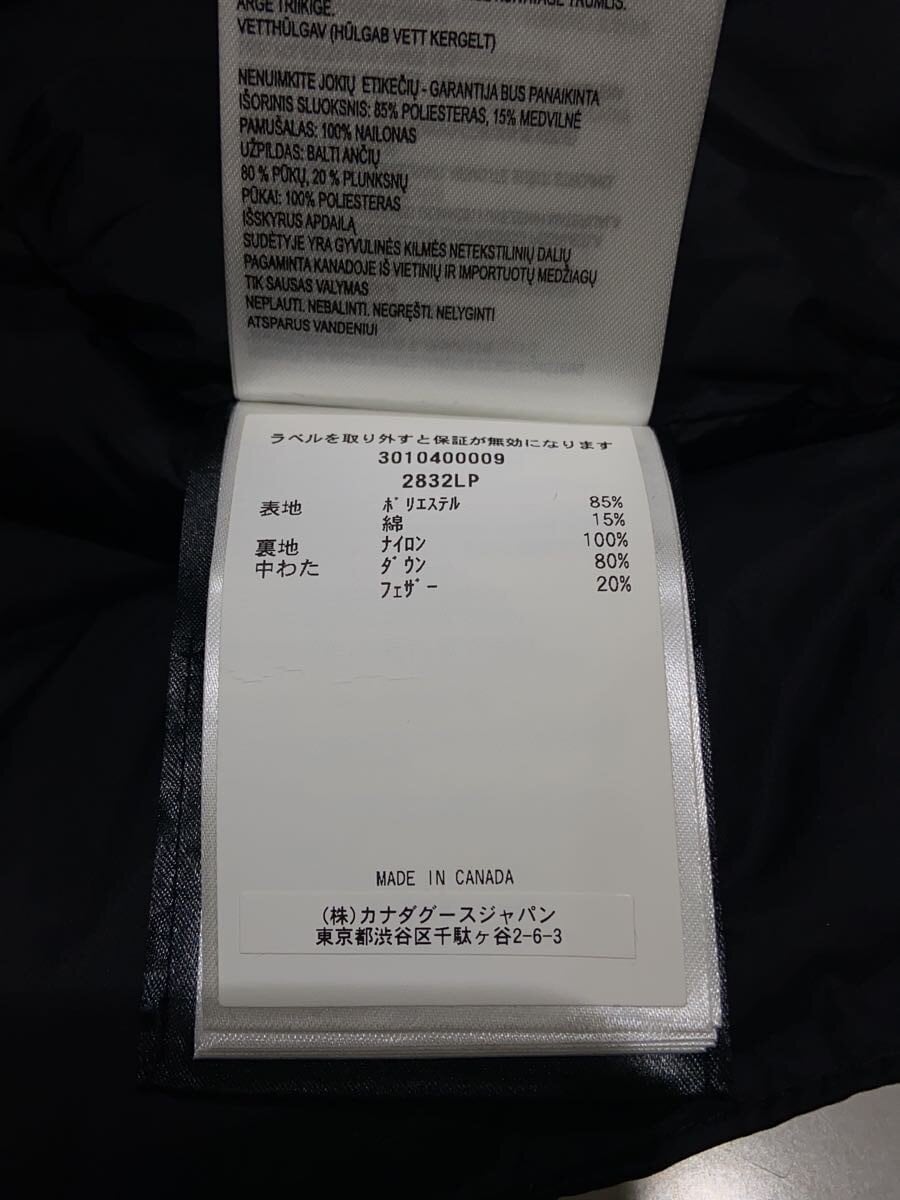 ARGE TRIIKIGE.
VETTHÜLGAV (HÜLGAB VETT KERGELT)
NENUIMKITE JOKIŲ ETIKEČIŲ - GARANTIJA BUS PANAIKINTA
IŠORINIS SLUOKSNIS: 85% POLIESTERAS, 15% MEDVILNĖ
PAMUŠALAS: 100% NAILONAS
UŽPILDAS: BALTI ANČIŲ
80 % PŪKŲ, 20 % PLUNKSNŲ
PŪKAI: 100% POLIESTERAS
IŠSKYRUS APDAILĄ
SUDĖTYJE YRA GYVULINĖS KILMĖS NETEKSTILINIŲ DALIŲ
PAGAMINTA KANADOJE IŠ VIETINIŲ IR IMPORTUOTŲ MEDŽIAGŲ
TIK SAUSAS VALYMAS
NEPLAUTI. NEBALINTI. NEGRĘŠTI. NELYGINTI
ATSPARUS VANDENIUI
ラベルを取り外すと保証が無効になります
3010400009
2832LP
表地 ポリエステル 85%
綿 15%
裏地 ナイロン 100%
中わた ダウン 80%
フェザー 20%
MADE IN CANADA
(株)カナダグースジャパン
東京都渋谷区千駄ヶ谷2-6-3